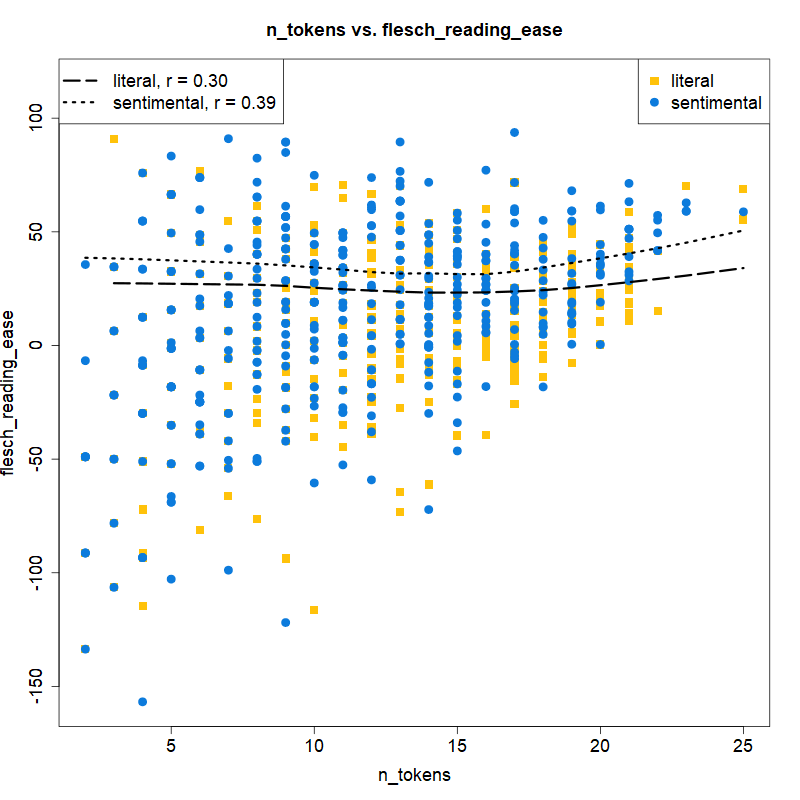 n_tokens vs. flesch_reading_ease
literal, r = 0.30
sentimental, r = 0.39
literal
sentimental
flesch_reading_ease
100
50
0
-50
-100
-150
5
10
15
20
25
n_tokens